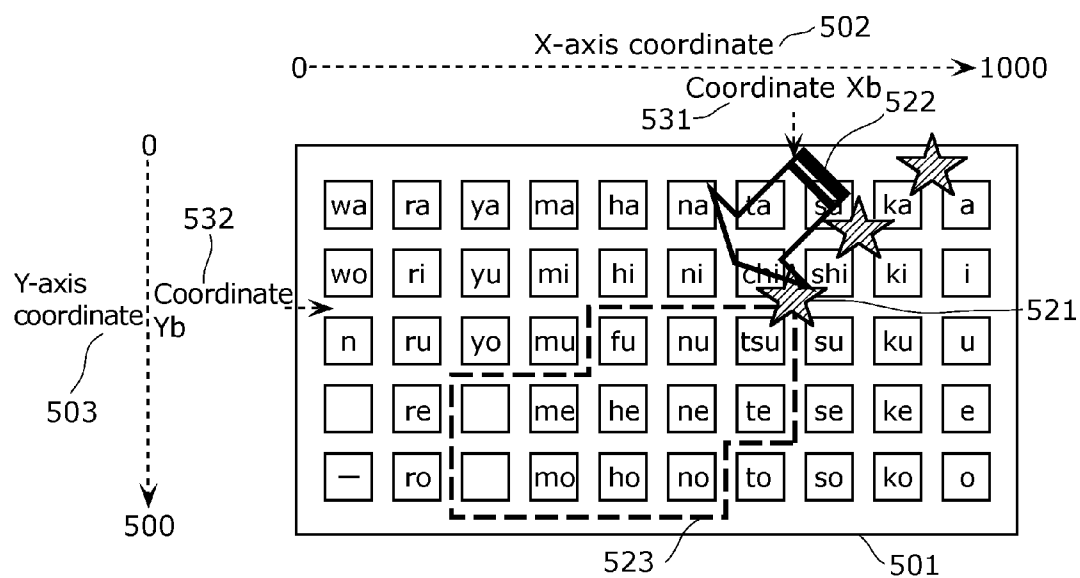 X-axis coordinate 502
0 1000
Coordinate Xb
531 522
0
wa ra ya ma ha na ta sa ka a
532
wo ri yu mi hi ni chi shi ki i
Y-axis
coordinate
Coordinate
Yb
521
n ru yo mu fu nu tsu su ku u
503
re me he ne te se ke e
— ro mo ho no to so ko o
500
523 501